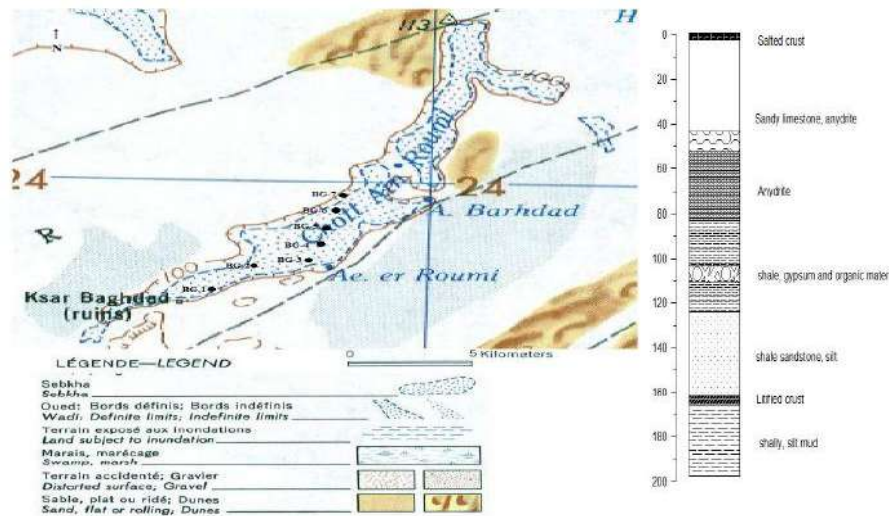 113
H
N
100
24
24
Chott Ain Roumi
A. Barhdad
BG-7
BG-6
BG-5
BG-4
BG-3
BG-2
BG-1
R
100
Ae. er Roumi
Ksar Baghdad
(ruins)
0 5 Kilometers
LÉGENDE—LEGEND
Sebkha
Sebkha
Oued: Bords définis; Bords indéfinis
Wadi: Definite limits; Indefinite limits
Terrain exposé aux inondations
Land subject to inundation
Marais, marécage
Swamp, marsh
Terrain accidenté; Gravier
Distorted surface; Gravel
Sable, plat ou ridé; Dunes
Sand, flat or rolling; Dunes
0
20
40
60
80
100
120
140
160
180
200
Salted crust
Sandy limestone, anydrite
Anydrite
shale, gypsum and organic mater
shale sandstone, silt
Litified crust
shally, silt mud